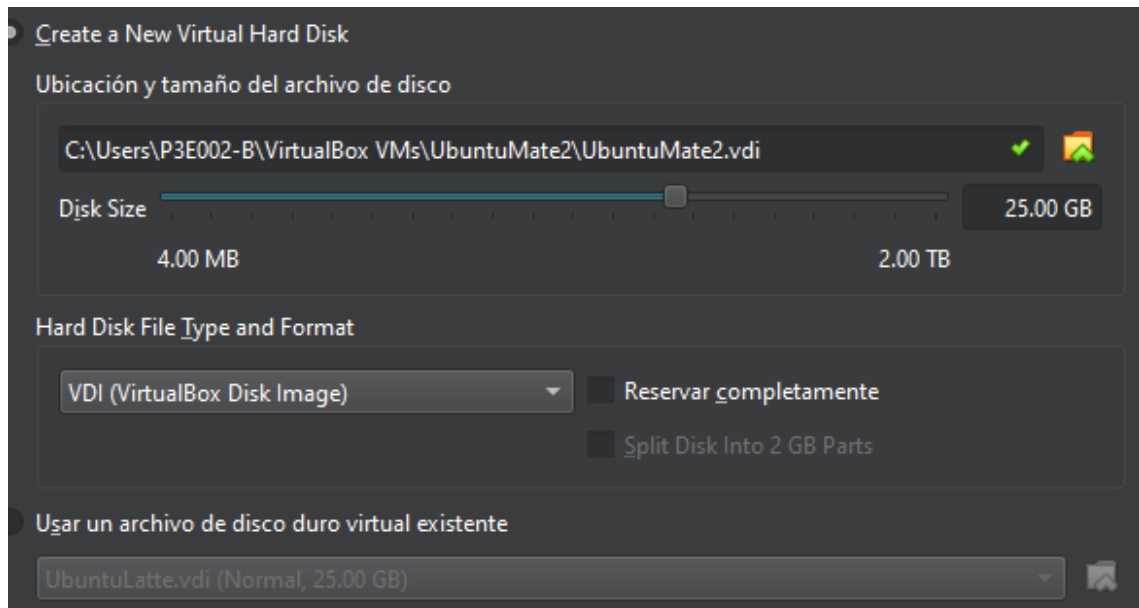 Create a New Virtual Hard Disk
Ubicación y tamaño del archivo de disco
C:\Users\P3E002-B\VirtualBox VMs\UbuntuMate2\UbuntuMate2.vdi
Disk Size
25.00 GB
4.00 MB
2.00 TB
Hard Disk File Type and Format
VDI (VirtualBox Disk Image)
Reservar completamente
Split Disk Into 2 GB Parts
Usar un archivo de disco duro virtual existente
UbuntuLatte.vdi (Normal, 25.00 GB)